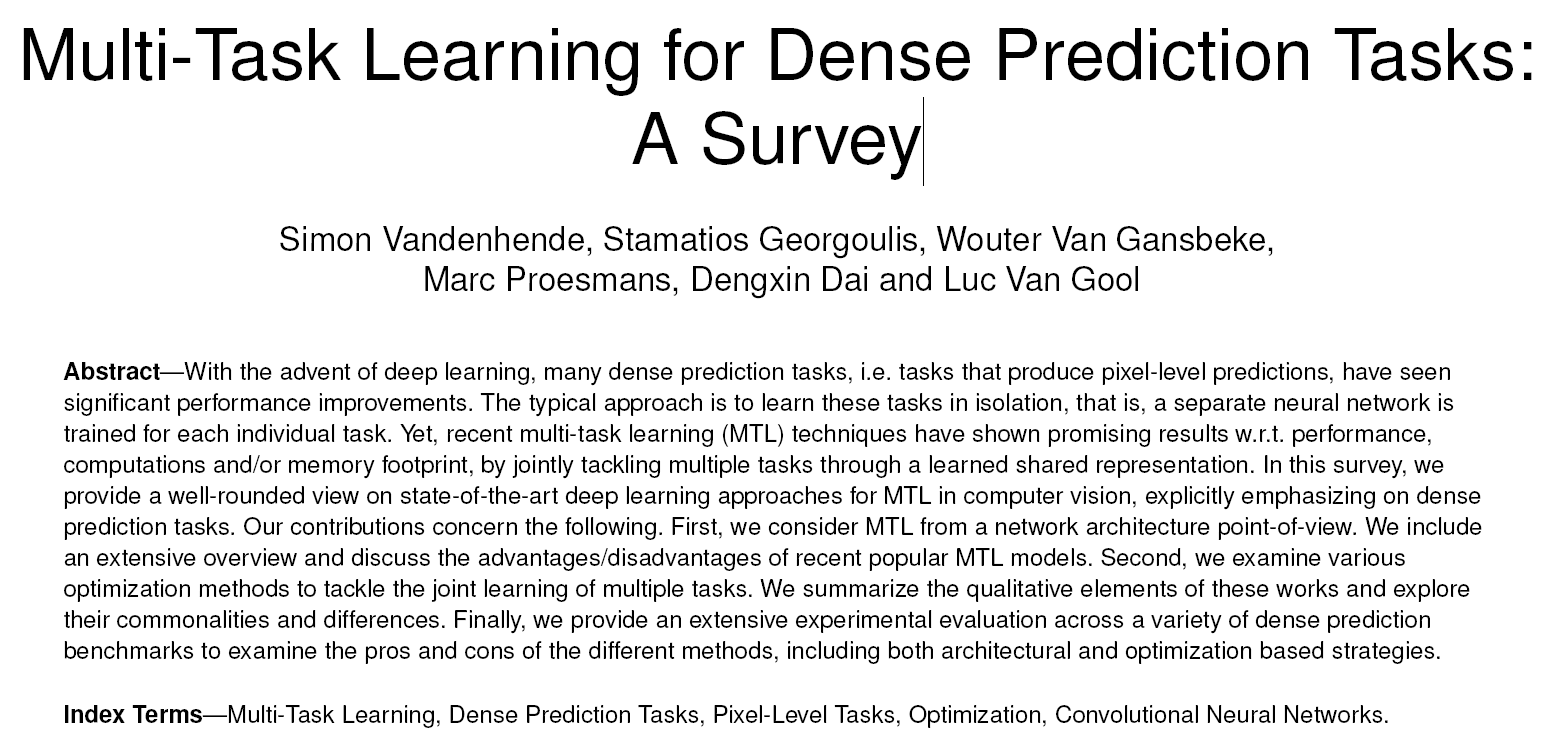 Multi-Task Learning for Dense Prediction Tasks:
A Survey
Simon Vandenhende, Stamatios Georgoulis, Wouter Van Gansbeke,
Marc Proesmans, Dengxin Dai and Luc Van Gool
Abstract—With the advent of deep learning, many dense prediction tasks, i.e. tasks that produce pixel-level predictions, have seen
significant performance improvements. The typical approach is to learn these tasks in isolation, that is, a separate neural network is
trained for each individual task. Yet, recent multi-task learning (MTL) techniques have shown promising results w.r.t. performance,
computations and/or memory footprint, by jointly tackling multiple tasks through a learned shared representation. In this survey, we
provide a well-rounded view on state-of-the-art deep learning approaches for MTL in computer vision, explicitly emphasizing on dense
prediction tasks. Our contributions concern the following. First, we consider MTL from a network architecture point-of-view. We include
an extensive overview and discuss the advantages/disadvantages of recent popular MTL models. Second, we examine various
optimization methods to tackle the joint learning of multiple tasks. We summarize the qualitative elements of these works and explore
their commonalities and differences. Finally, we provide an extensive experimental evaluation across a variety of dense prediction
benchmarks to examine the pros and cons of the different methods, including both architectural and optimization based strategies.
Index Terms—Multi-Task Learning, Dense Prediction Tasks, Pixel-Level Tasks, Optimization, Convolutional Neural Networks.